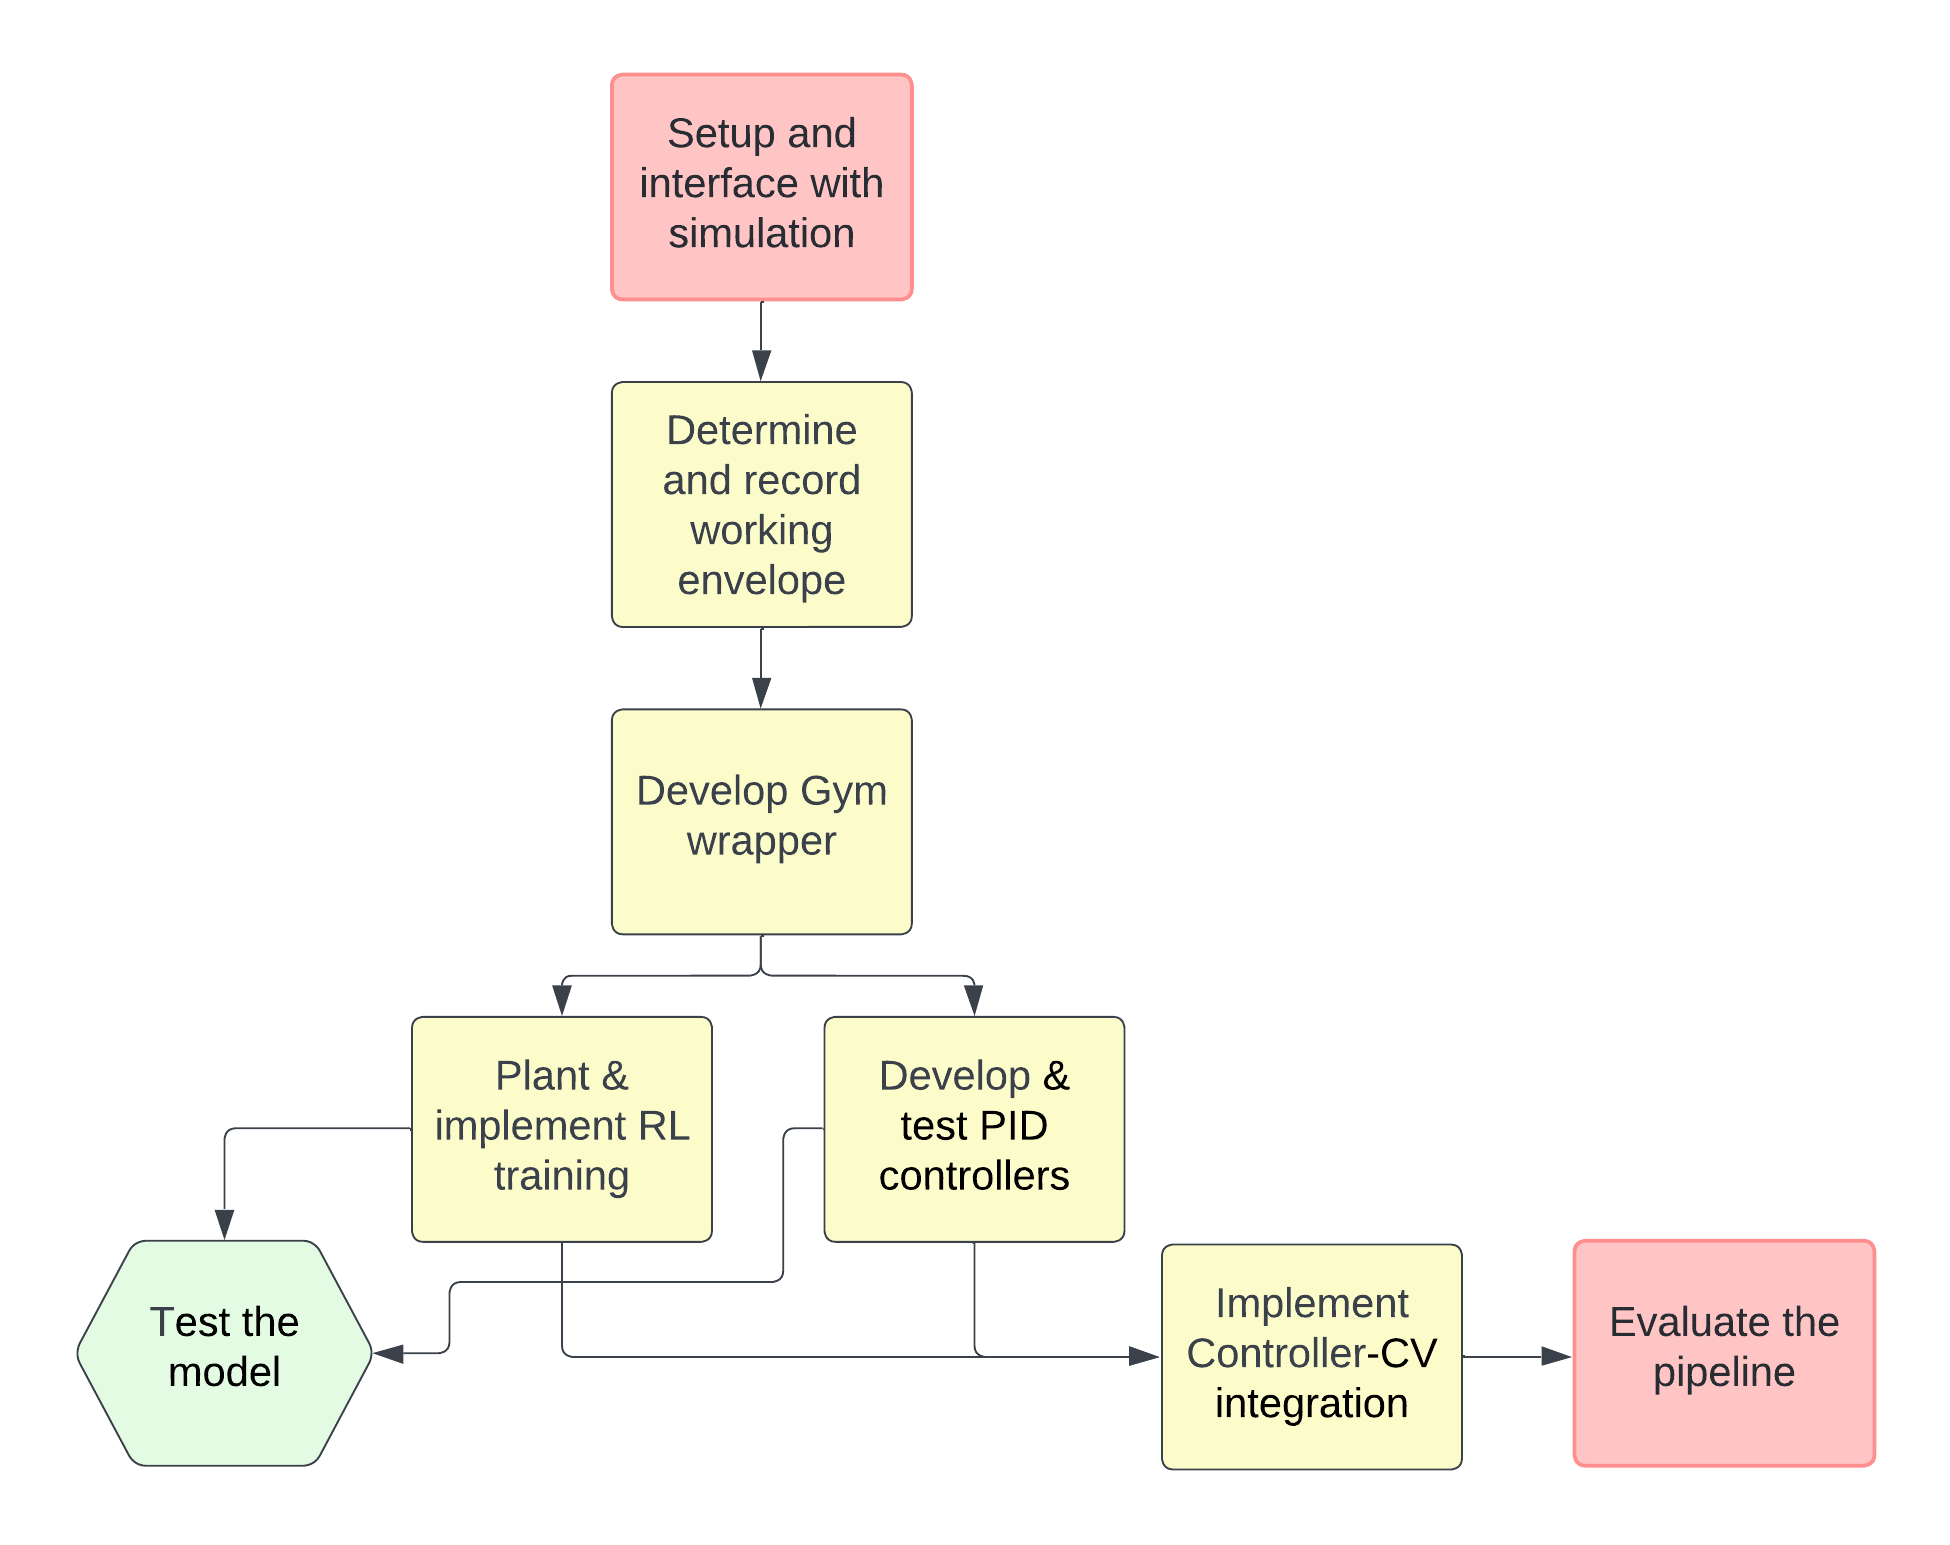 Setup and
interface with
simulation
Determine
and record
working
envelope
Develop Gym
wrapper
Plant &
implement RL
training
Develop &
test PID
controllers
Test the
model
Implement
Controller-CV
integration
Evaluate the
pipeline